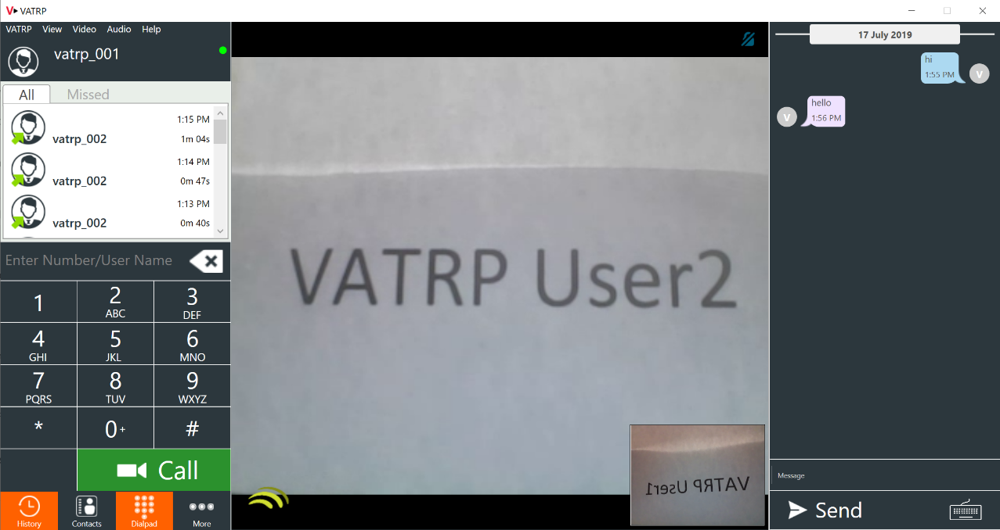 VATRP
VATRP View Video Audio Help
vatrp_001
All Missed
1:15 PM
vatrp_002 1m 04s
1:14 PM
vatrp_002 0m 47s
1:13 PM
vatrp_002 0m 40s
Enter Number/User Name
1 2 3
ABC DEF
4 5 6
GHI JKL MNO
7 8 9
PQRS TUV WXYZ
* 0+ #
Call
History Contacts Dialpad More
VATRP User2
VATRP User1
17 July 2019
hi
1:55 PM
V
hello
V
1:56 PM
Message
Send